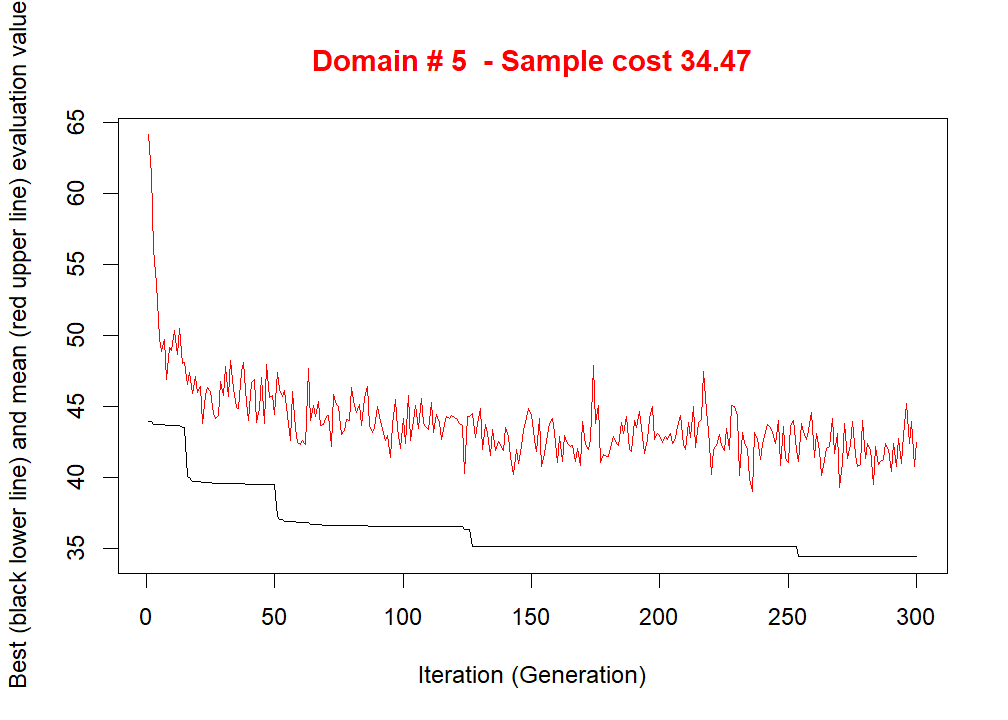 Domain # 5  - Sample cost 34.47
Best (black lower line) and mean (red upper line) evaluation value
65
60
55
50
45
40
35
0 50 100 150 200 250 300
Iteration (Generation)